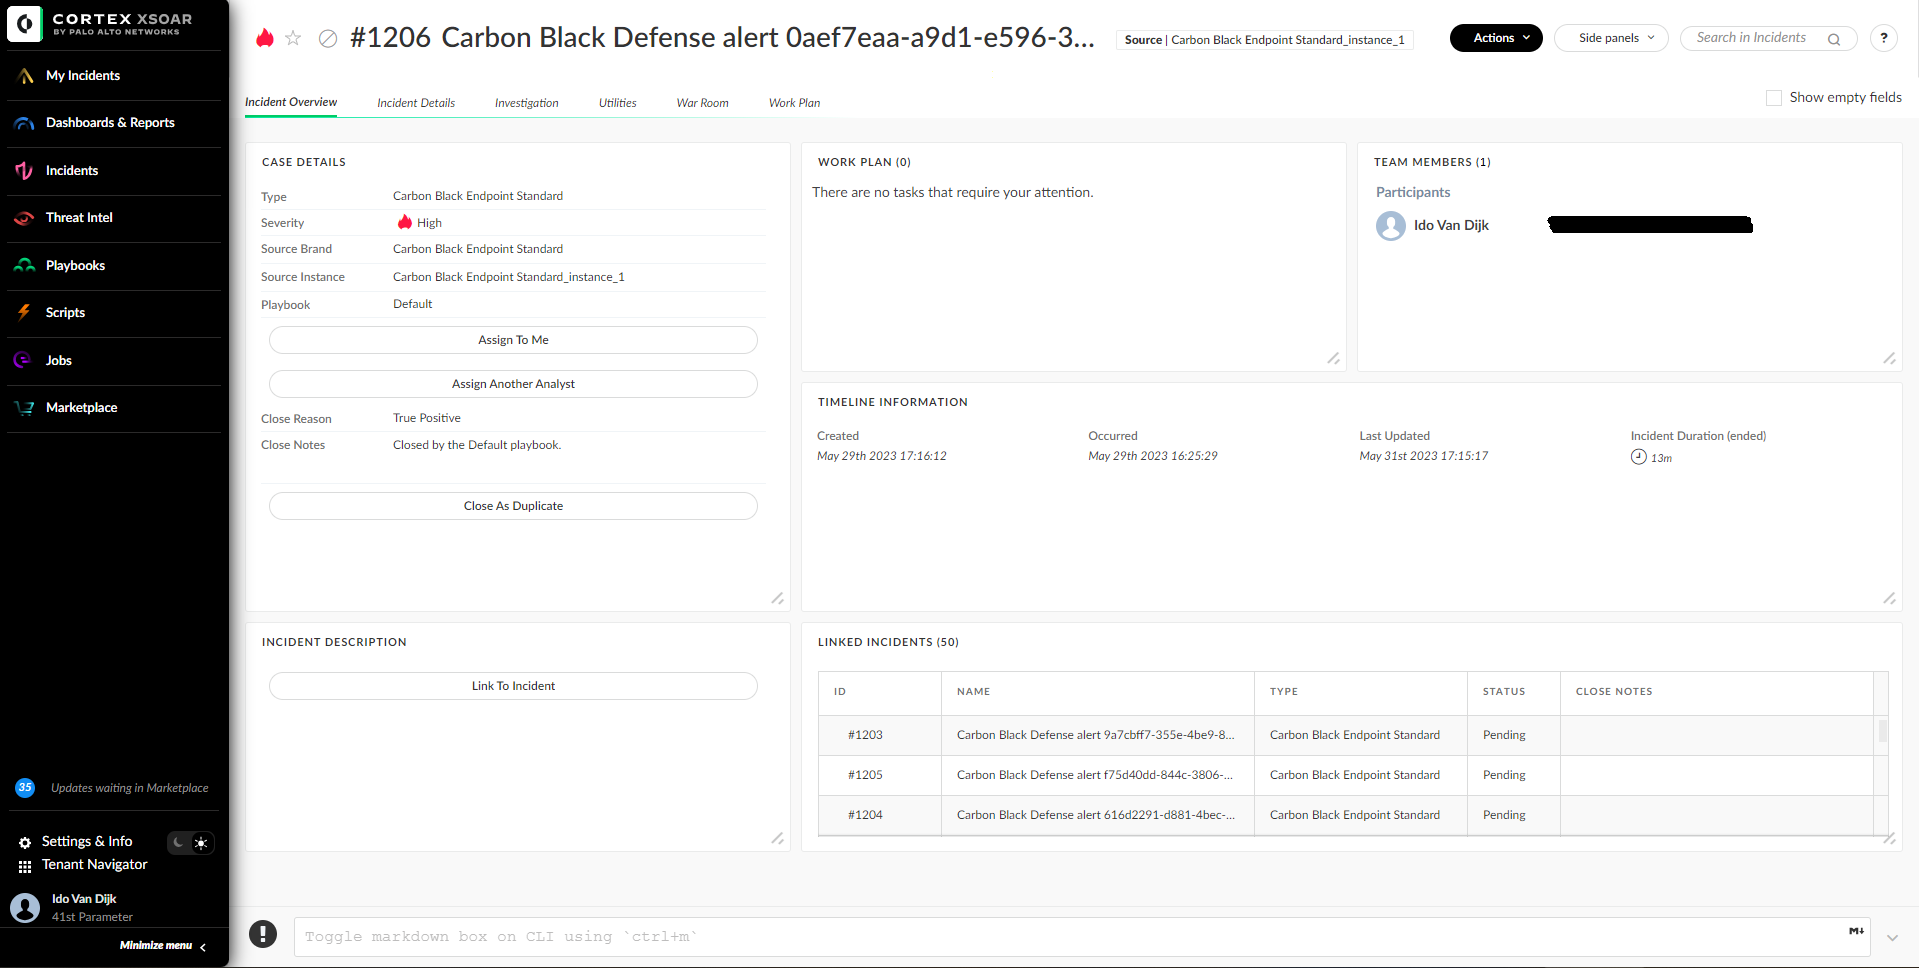 CORTEX XSOAR
BY PALO ALTO NETWORKS
My Incidents
Dashboards & Reports
Incidents
Threat Intel
Playbooks
Scripts
Jobs
Marketplace
35 Updates waiting in Marketplace
Settings & Info
Tenant Navigator
Ido Van Dijk
41st Parameter
Minimize menu
#1206 Carbon Black Defense alert 0aef7eaa-a9d1-e596-3...
Source | Carbon Black Endpoint Standard_instance_1
Actions
Side panels
Search in Incidents
?
Incident Overview
Incident Details
Investigation
Utilities
War Room
Work Plan
Show empty fields
CASE DETAILS
Type Carbon Black Endpoint Standard
Severity High
Source Brand Carbon Black Endpoint Standard
Source Instance Carbon Black Endpoint Standard_instance_1
Playbook Default
Assign To Me
Assign Another Analyst
Close Reason True Positive
Close Notes Closed by the Default playbook.
Close As Duplicate
WORK PLAN (0)
There are no tasks that require your attention.
TEAM MEMBERS (1)
Participants
Ido Van Dijk
TIMELINE INFORMATION
Created Occurred Last Updated Incident Duration (ended)
May 29th 2023 17:16:12 May 29th 2023 16:25:29 May 31st 2023 17:15:17 13m
INCIDENT DESCRIPTION
Link To Incident
LINKED INCIDENTS (50)
ID NAME TYPE STATUS CLOSE NOTES
#1203 Carbon Black Defense alert 9a7cbff7-355e-4be9-8... Carbon Black Endpoint Standard Pending
#1205 Carbon Black Defense alert f75d40dd-844c-3806-... Carbon Black Endpoint Standard Pending
#1204 Carbon Black Defense alert 616d2291-d881-4bec-... Carbon Black Endpoint Standard Pending
Toggle markdown box on CLI using `ctrl+m`
M↓